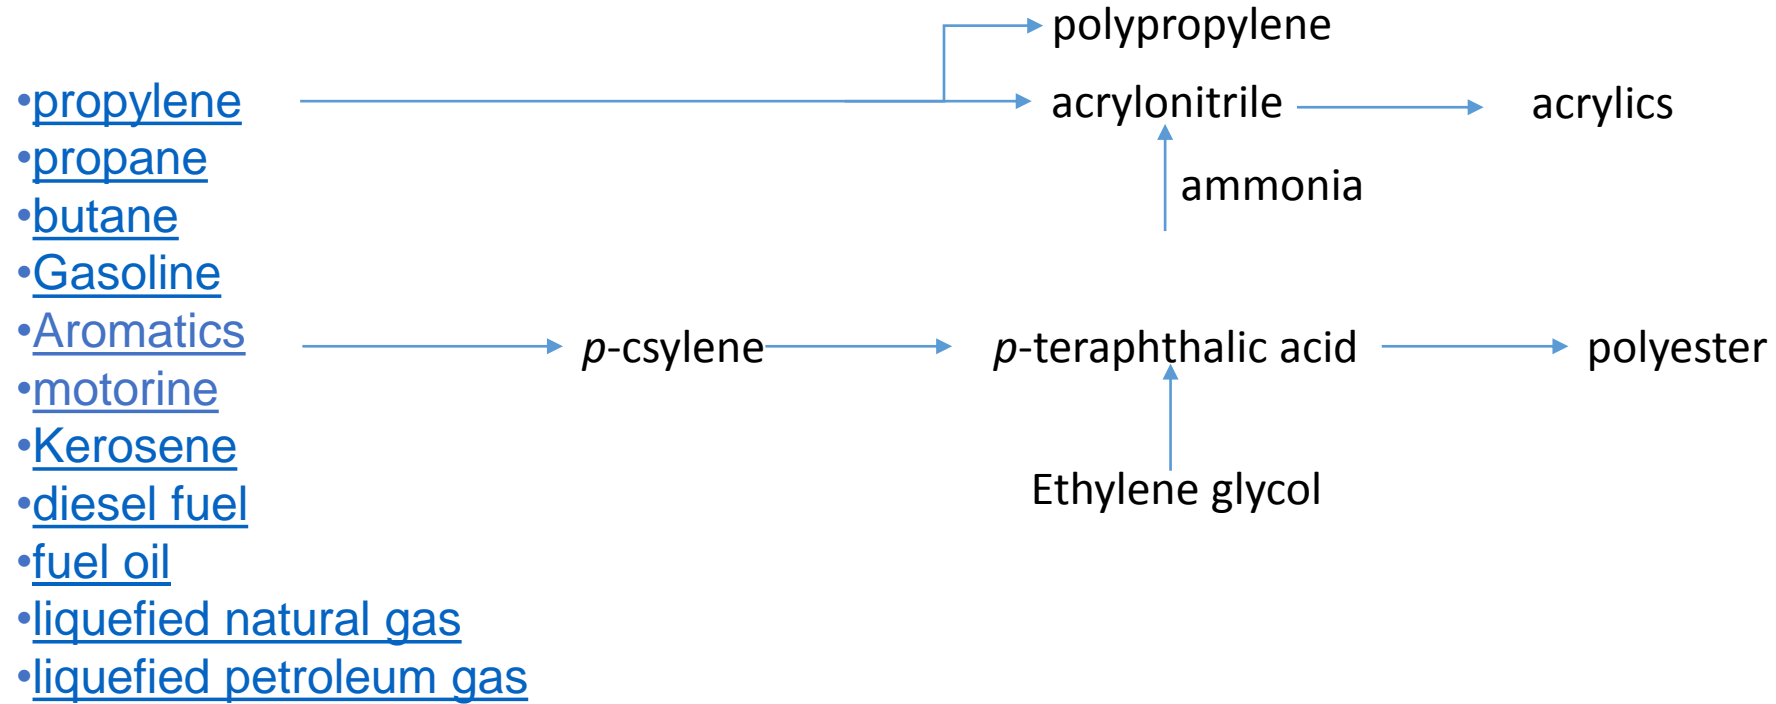 polypropylene
•propylene acrylonitrile acrylics
•propane
ammonia
•butane
•Gasoline
•Aromatics p-csylene p-teraphthalic acid polyester
•motorine
•Kerosene
Ethylene glycol
•diesel fuel
•fuel oil
•liquefied natural gas
•liquefied petroleum gas